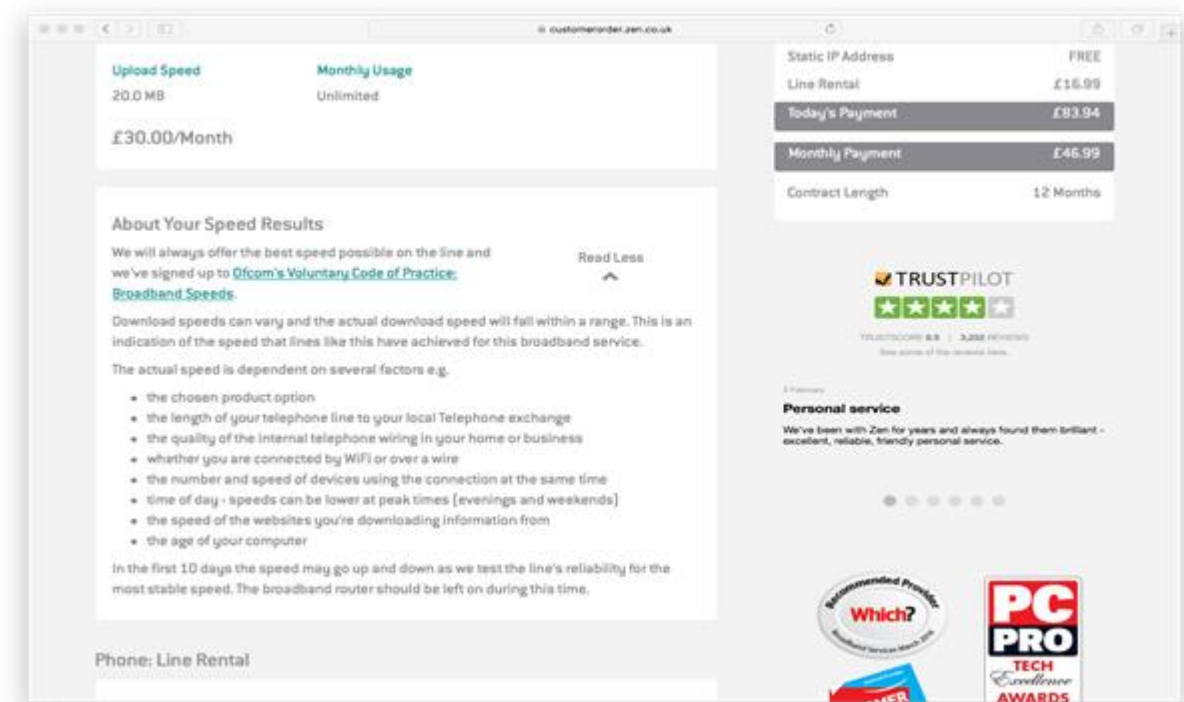 customerorder.zen.co.uk
Upload Speed Monthly Usage
20.0 MB Unlimited
£30.00/Month
About Your Speed Results
We will always offer the best speed possible on the line and
we've signed up to Ofcom's Voluntary Code of Practice:
Broadband Speeds.
Read Less
Download speeds can vary and the actual download speed will fall within a range. This is an
indication of the speed that lines like this have achieved for this broadband service.
The actual speed is dependent on several factors e.g.
the chosen product option
the length of your telephone line to your local Telephone exchange
the quality of the internal telephone wiring in your home or business
whether you are connected by WiFi or over a wire
the number and speed of devices using the connection at the same time
time of day - speeds can be lower at peak times (evenings and weekends)
the speed of the websites you're downloading information from
the age of your computer
In the first 10 days the speed may go up and down as we test the line's reliability for the
most stable speed. The broadband router should be left on during this time.
Phone: Line Rental
Static IP Address FREE
Line Rental £16.99
Today's Payment £83.94
Monthly Payment £46.99
Contract Length 12 Months
TRUSTPILOT
TRUSTSCORE | REVIEWS
See some of the reviews here.
February
Personal service
We've been with Zen for years and always found them brilliant -
excellent, reliable, friendly personal service.
Recommended Provider
Which?
Broadband Services March
PC
PRO
TECH
Excellence
AWARDS